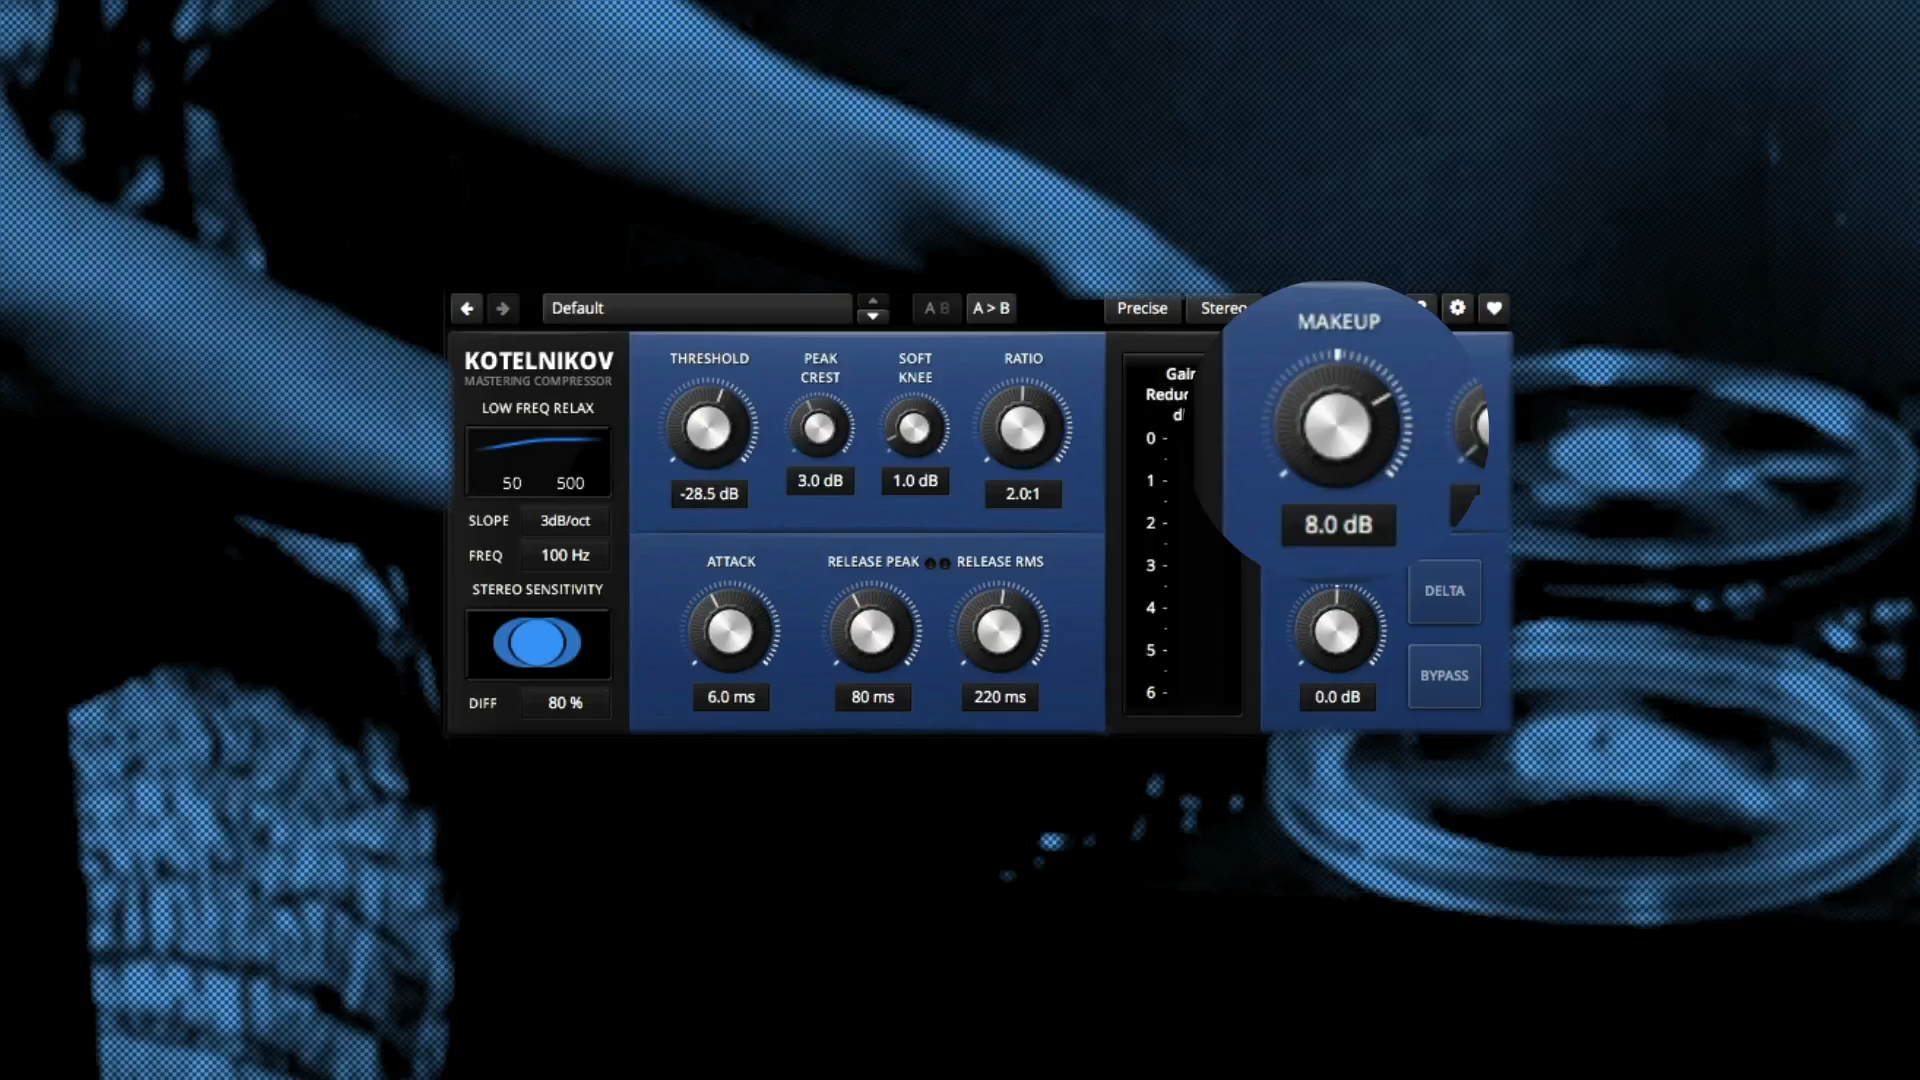 Default
A B
A > B
Precise
Stereo
KOTELNIKOV
MASTERING COMPRESSOR
LOW FREQ RELAX
50 500
SLOPE 3dB/oct
FREQ 100 Hz
STEREO SENSITIVITY
DIFF 80 %
THRESHOLD
-28.5 dB
PEAK
CREST
3.0 dB
SOFT
KNEE
1.0 dB
RATIO
2.0:1
ATTACK
6.0 ms
RELEASE PEAK
80 ms
RELEASE RMS
220 ms
0 -
1 -
2 -
3 -
4 -
5 -
6 -
MAKEUP
8.0 dB
0.0 dB
DELTA
BYPASS